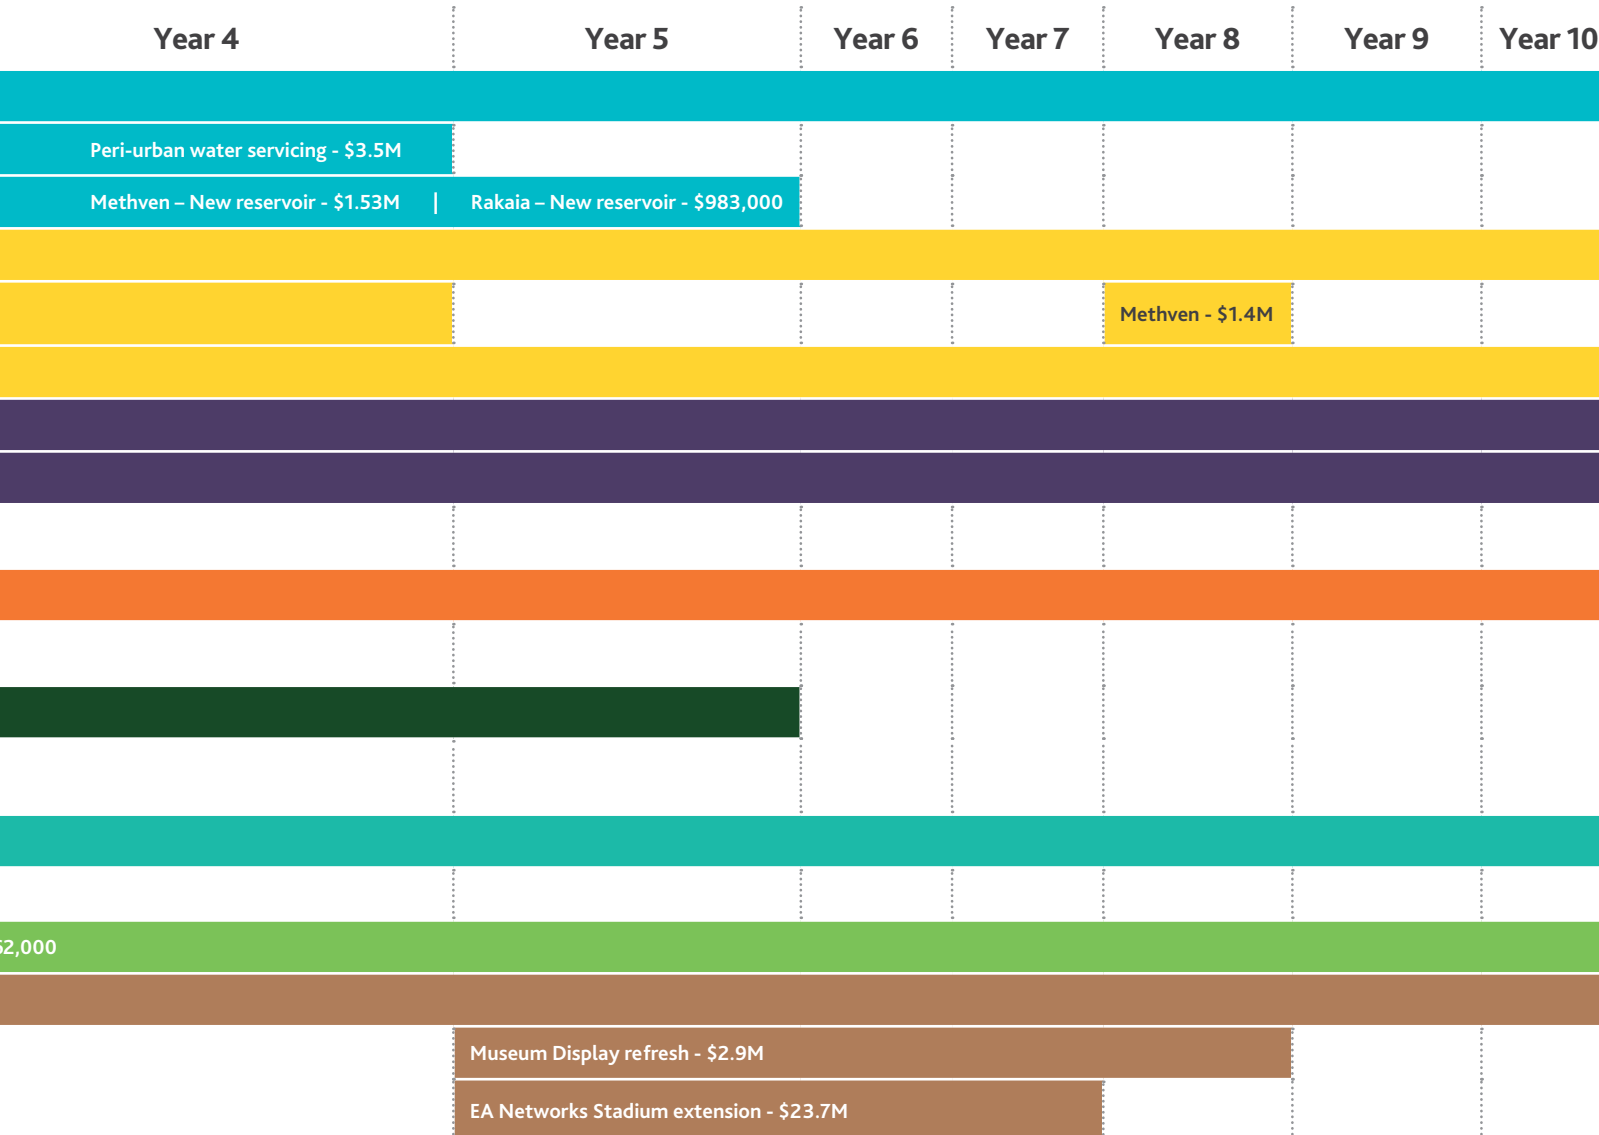 Year 4 Year 5 Year 6 Year 7 Year 8 Year 9 Year 10
Peri-urban water servicing - $3.5M
Methven – New reservoir - $1.53M | Rakaia – New reservoir - $983,000
Methven - $1.4M
2,000
Museum Display refresh - $2.9M
EA Networks Stadium extension - $23.7M